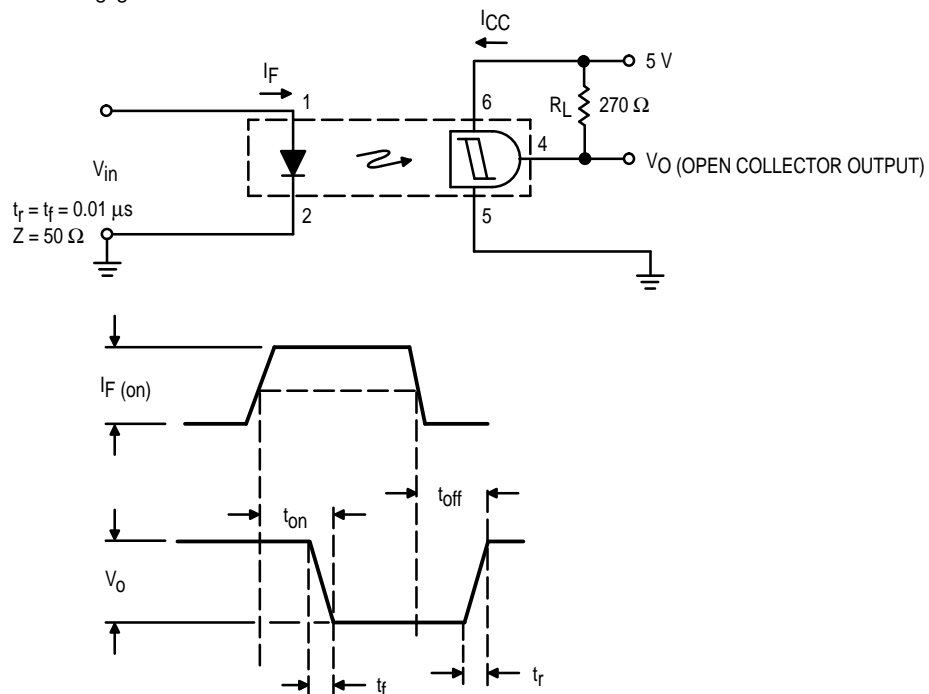 I_CC
5 V
I_F
1
6
R_L 270 Ω
4
V_O (OPEN COLLECTOR OUTPUT)
V_in
2
5
t_r = t_f = 0.01 μs
Z = 50 Ω
I_F (on)
t_on
t_off
V_o
t_f
t_r